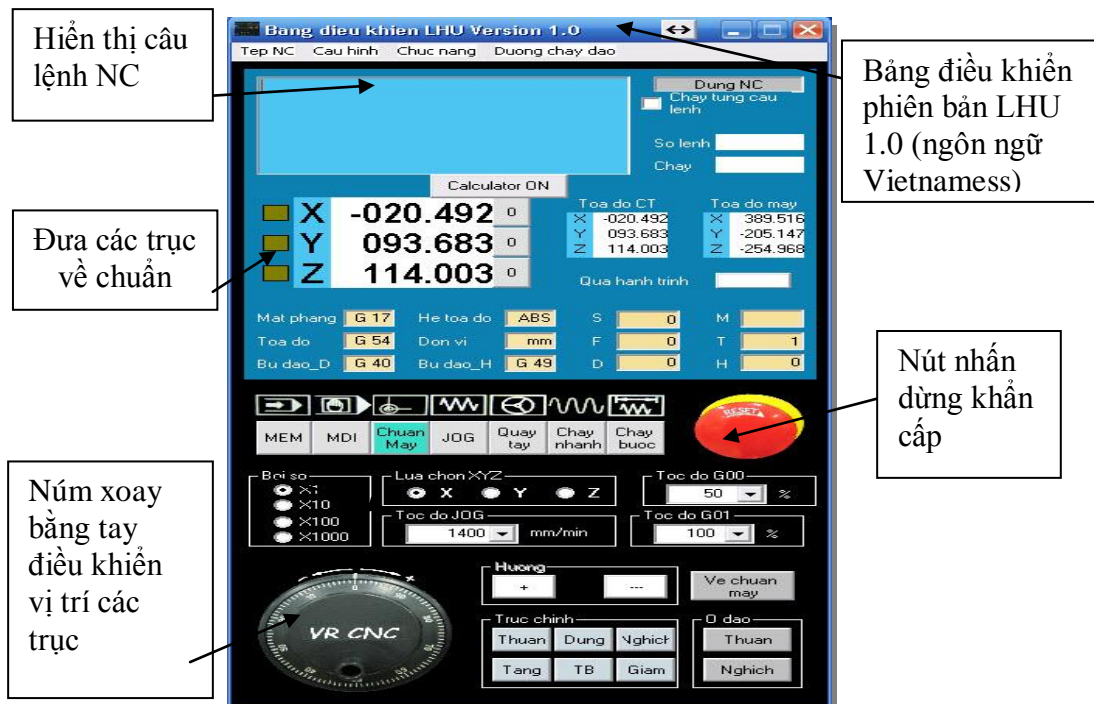 Hiển thị câu
lệnh NC
Bang dieu khien LHU Version 1.0
Tep NC Cau hinh Chuc nang Duong chay dao
Bảng điều khiển
phiên bản LHU
1.0 (ngôn ngữ
Vietnamess)
Dung NC
Chay tung cau
lenh
So lenh
Chay
Calculator ON
Đưa các trục
về chuẩn
X -020.492 0
Y 093.683 0
Z 114.003 0
Toa do CT
X -020.492
Y 093.683
Z 114.003
Toa do may
X 389.516
Y -205.147
Z -254.968
Qua hanh trinh
Mat phang G 17 He toa do ABS S 0 M
Toa do G 54 Don vi mm F 0 T 1
Bu dao_D G 40 Bu dao_H G 49 D 0 H 0
Nút nhấn
dừng khẩn
cấp
RESET
MEM MDI Chuan May JOG Quay tay Chay nhanh Chay buoc
Núm xoay
bằng tay
điều khiển
vị trí các
trục
Boi so
X1
X10
X100
X1000
Lua chon XYZ
X Y Z
Toc do G00
50 %
Toc do JOG
1400 mm/min
Toc do G01
100 %
- +
0
VR CNC
Huong
+ ---
Ve chuan
may
Truc chinh
Thuan Dung Nghich
Tang TB Giam
O dao
Thuan
Nghich